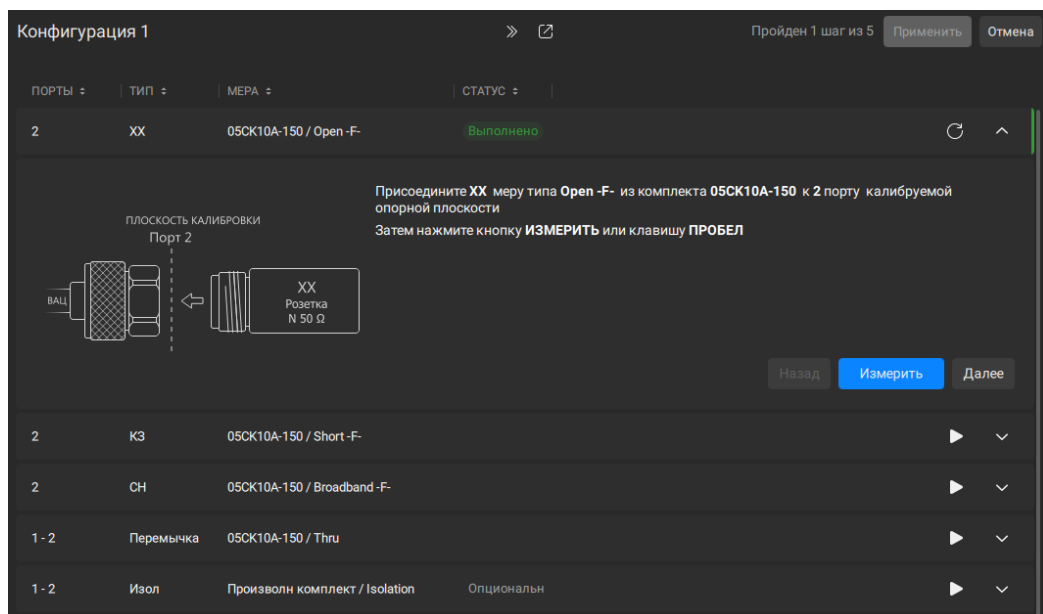 Конфигурация 1
Пройден 1 шаг из 5 Применить Отмена
ПОРТЫ ТИП МЕРА СТАТУС
2 XX 05CK10A-150 / Open -F- Выполнено
Присоедините XX меру типа Open -F- из комплекта 05CK10A-150 к 2 порту калибруемой
опорной плоскости
Затем нажмите кнопку ИЗМЕРИТЬ или клавишу ПРОБЕЛ
ПЛОСКОСТЬ КАЛИБРОВКИ
Порт 2
ВАЦ
XX
Розетка
N 50 Ω
Назад Измерить Далее
2 КЗ 05CK10A-150 / Short -F-
2 СН 05CK10A-150 / Broadband -F-
1 - 2 Перемычка 05CK10A-150 / Thru
1 - 2 Изол Произволн комплект / Isolation Опциональн